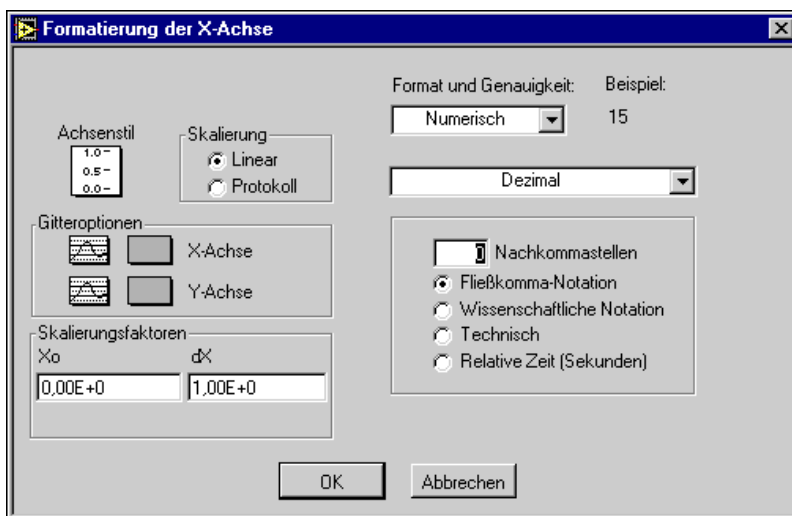 Formatierung der X-Achse
Format und Genauigkeit: Beispiel:
Numerisch 15
Achsenstil
1.0
0.5
0.0
Skalierung
Linear
Protokoll
Dezimal
Gitteroptionen
X-Achse
Y-Achse
0 Nachkommastellen
Fließkomma-Notation
Wissenschaftliche Notation
Technisch
Relative Zeit (Sekunden)
Skalierungsfaktoren
Xo dX
0,00E+0 1,00E+0
OK Abbrechen